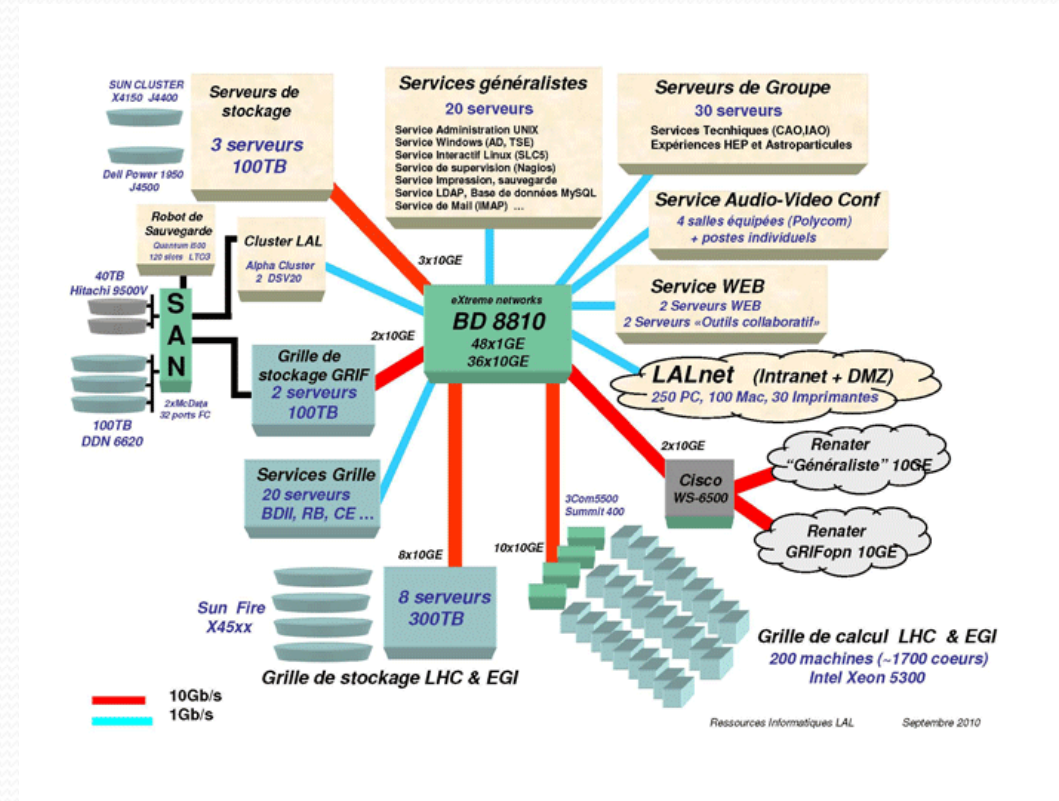 SUN CLUSTER
X4150 J4400
Dell Power 1950
J4500
Serveurs de
stockage
3 serveurs
100TB
Services généralistes
20 serveurs
Service Administration UNIX
Service Windows (AD, TSE)
Service Interactif Linux (SLC5)
Service de supervision (Nagios)
Service Impression, sauvegarde
Service LDAP, Base de données MySQL
Service de Mail (IMAP) ...
Serveurs de Groupe
30 serveurs
Services Tecnhiques (CAO,IAO)
Expériences HEP et Astroparticules
Service Audio-Video Conf
4 salles équipées (Polycom)
+ postes individuels
Robot de
Sauvegarde
Quantum i500
120 slots LTO3
Cluster LAL
Alpha Cluster
2 DSV20
3x10GE
40TB
Hitachi 9500V
S
A
N
eXtreme networks
BD 8810
48x1GE
36x10GE
Service WEB
2 Serveurs WEB
2 Serveurs «Outils collaboratif»
2x10GE
Grille de
stockage GRIF
2 serveurs
100TB
2xMcData
32 ports FC
100TB
DDN 6620
LALnet (Intranet + DMZ)
250 PC, 100 Mac, 30 Imprimantes
2x10GE
Cisco
WS-6500
Renater
“Généraliste” 10GE
Renater
GRIFopn 10GE
Services Grille
20 serveurs
BDII, RB, CE ...
8x10GE
10x10GE
3Com5500
Summit 400
Sun Fire
X45xx
8 serveurs
300TB
Grille de stockage LHC & EGI
Grille de calcul LHC & EGI
200 machines (~1700 coeurs)
Intel Xeon 5300
10Gb/s
1Gb/s
Ressources Informatiques LAL Septembre 2010